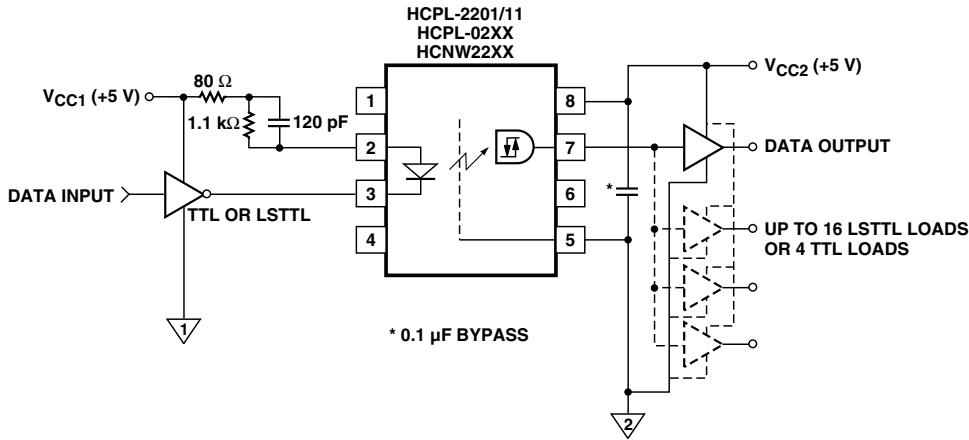 HCPL-2201/11
HCPL-02XX
HCNW22XX
VCC1 (+5 V)
80 Ω
1.1 kΩ
120 pF
DATA INPUT
TTL OR LSTTL
1
2
3
4
8
7
6
5
*
VCC2 (+5 V)
DATA OUTPUT
UP TO 16 LSTTL LOADS
OR 4 TTL LOADS
1
* 0.1 µF BYPASS
2